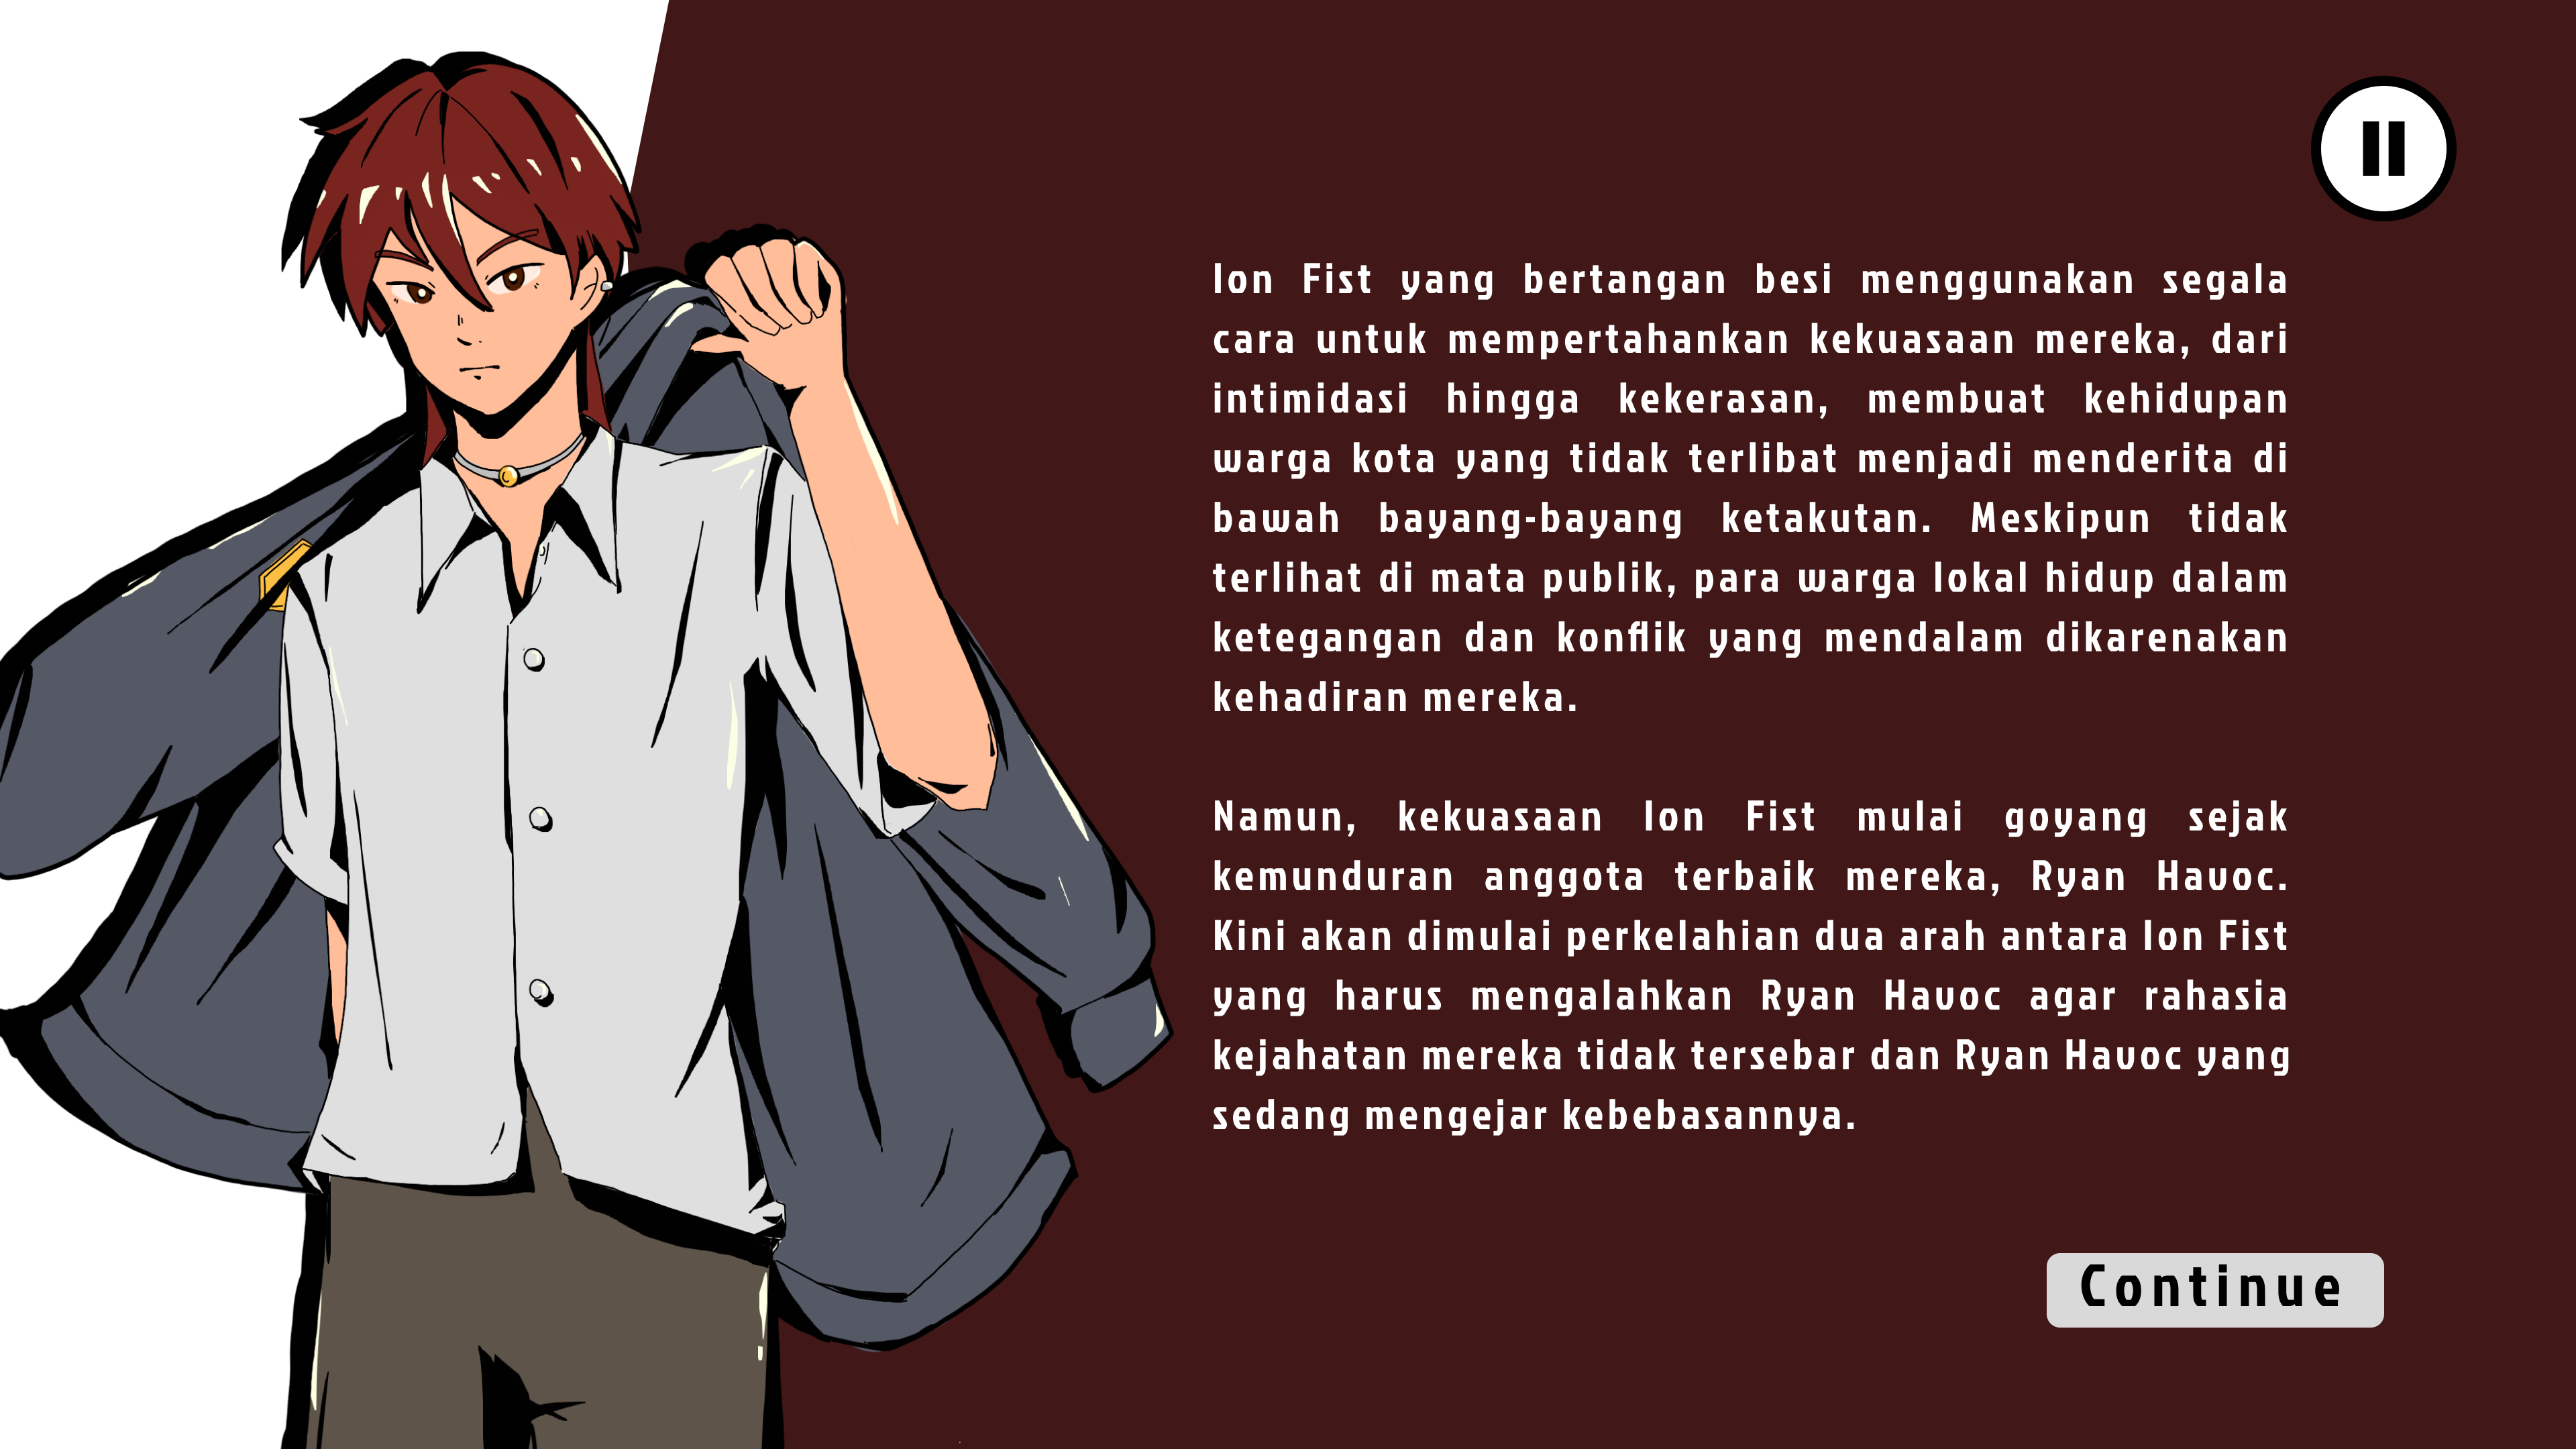 Ion Fist yang bertangan besi menggunakan segala
cara untuk mempertahankan kekuasaan mereka, dari
intimidasi hingga kekerasan, membuat kehidupan
warga kota yang tidak terlibat menjadi menderita di
bawah bayang-bayang ketakutan. Meskipun tidak
terlihat di mata publik, para warga lokal hidup dalam
ketegangan dan konflik yang mendalam dikarenakan
kehadiran mereka.
Namun, kekuasaan Ion Fist mulai goyang sejak
kemunduran anggota terbaik mereka, Ryan Havoc.
Kini akan dimulai perkelahian dua arah antara Ion Fist
yang harus mengalahkan Ryan Havoc agar rahasia
kejahatan mereka tidak tersebar dan Ryan Havoc yang
sedang mengejar kebebasannya.
Continue